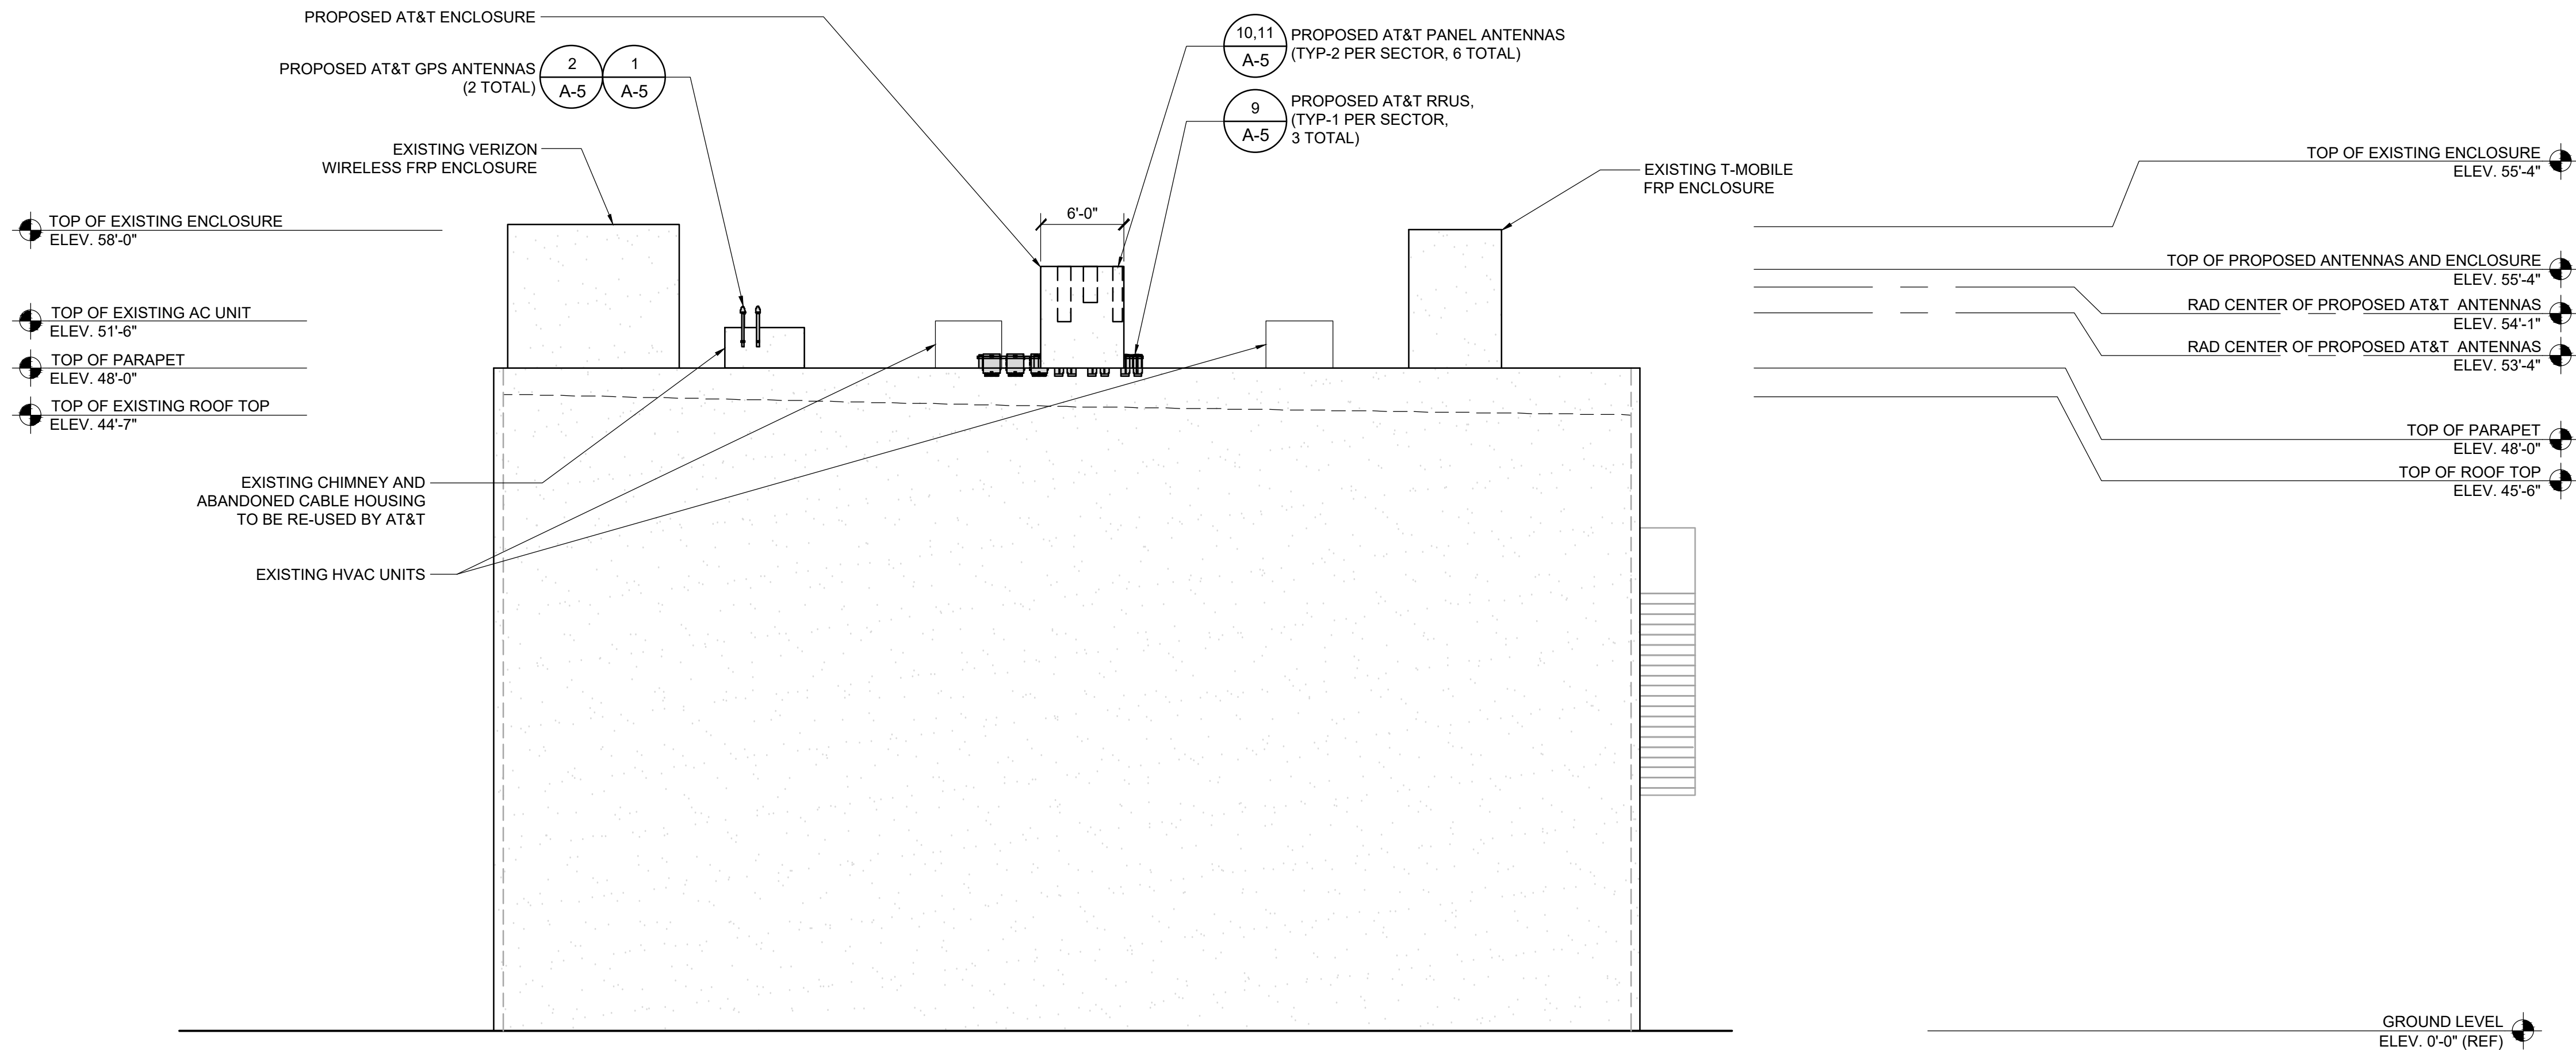 PROPOSED AT&T ENCLOSURE
PROPOSED AT&T GPS ANTENNAS
(2 TOTAL)
2
A-5
1
A-5
EXISTING VERIZON
WIRELESS FRP ENCLOSURE
10,11
A-5
PROPOSED AT&T PANEL ANTENNAS
(TYP-2 PER SECTOR, 6 TOTAL)
9
A-5
PROPOSED AT&T RRUS,
(TYP-1 PER SECTOR,
3 TOTAL)
EXISTING T-MOBILE
FRP ENCLOSURE
6'-0"
TOP OF EXISTING ENCLOSURE
ELEV. 58'-0"
TOP OF EXISTING AC UNIT
ELEV. 51'-6"
TOP OF PARAPET
ELEV. 48'-0"
TOP OF EXISTING ROOF TOP
ELEV. 44'-7"
EXISTING CHIMNEY AND
ABANDONED CABLE HOUSING
TO BE RE-USED BY AT&T
EXISTING HVAC UNITS
TOP OF EXISTING ENCLOSURE
ELEV. 55'-4"
TOP OF PROPOSED ANTENNAS AND ENCLOSURE
ELEV. 55'-4"
RAD CENTER OF PROPOSED AT&T ANTENNAS
ELEV. 54'-1"
RAD CENTER OF PROPOSED AT&T ANTENNAS
ELEV. 53'-4"
TOP OF PARAPET
ELEV. 48'-0"
TOP OF ROOF TOP
ELEV. 45'-6"
GROUND LEVEL
ELEV. 0'-0" (REF)